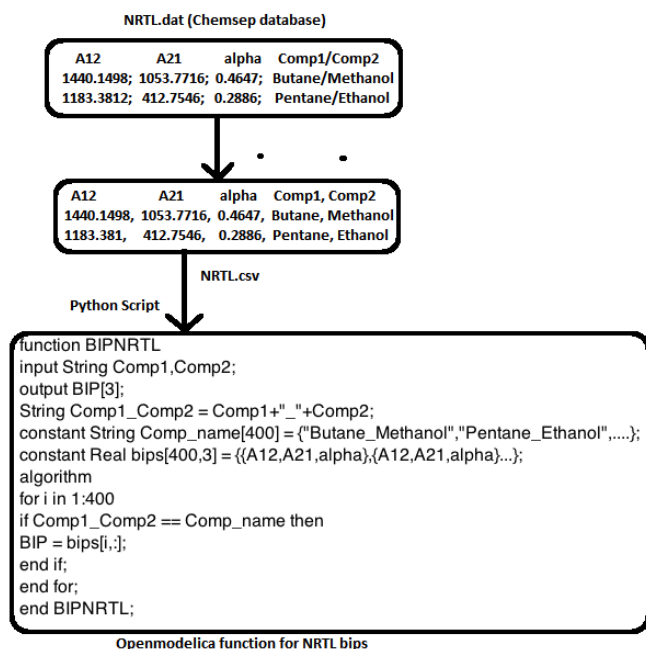 NRTL.dat (Chemsep database)
A12 A21 alpha Comp1/Comp2
1440.1498; 1053.7716; 0.4647; Butane/Methanol
1183.3812; 412.7546; 0.2886; Pentane/Ethanol
A12 A21 alpha Comp1, Comp2
1440.1498, 1053.7716, 0.4647, Butane, Methanol
1183.381, 412.7546, 0.2886, Pentane, Ethanol
NRTL.csv
Python Script
function BIPNRTL
input String Comp1,Comp2;
output BIP[3];
String Comp1_Comp2 = Comp1+"_"+Comp2;
constant String Comp_name[400] = {"Butane_Methanol","Pentane_Ethanol",....};
constant Real bips[400,3] = {{A12,A21,alpha},{A12,A21,alpha}...};
algorithm
for i in 1:400
if Comp1_Comp2 == Comp_name then
BIP = bips[i,:];
end if;
end for;
end BIPNRTL;
Openmodelica function for NRTL bips